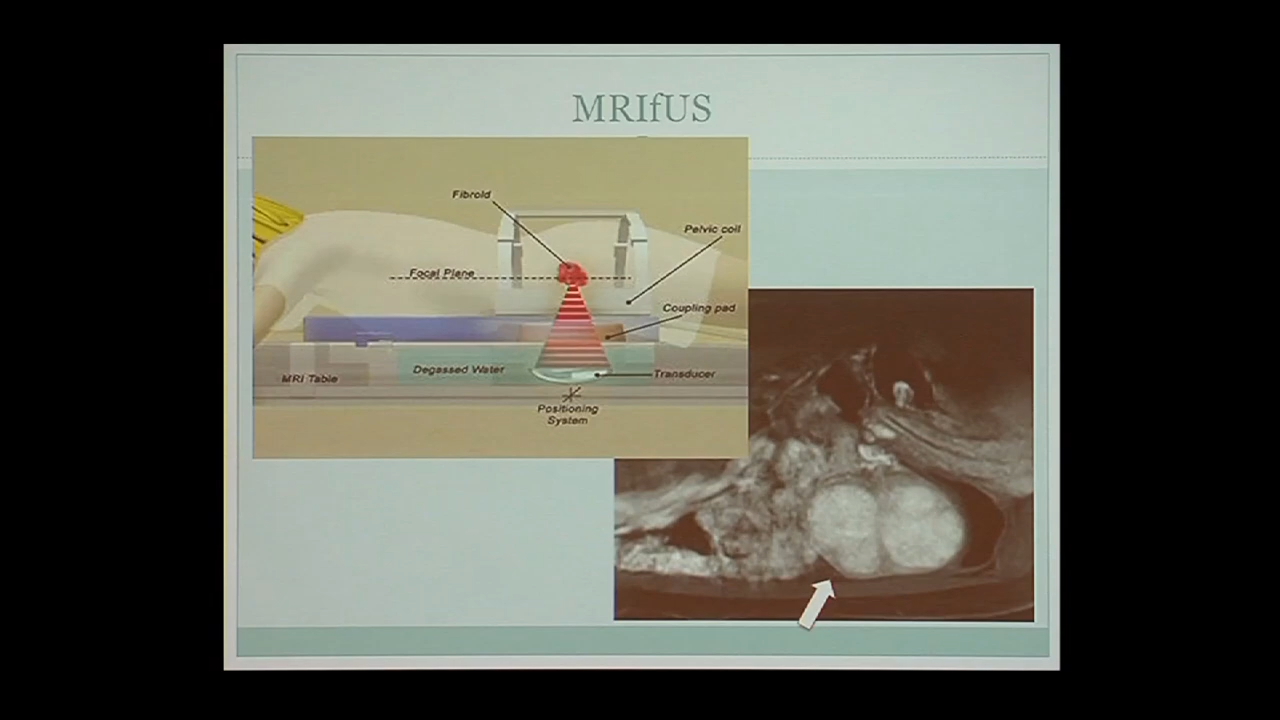 MRIfUS
Fibroid
Pelvic coil
Focal Plane
Coupling pad
Degassed Water
Transducer
MRI Table
Positioning
System